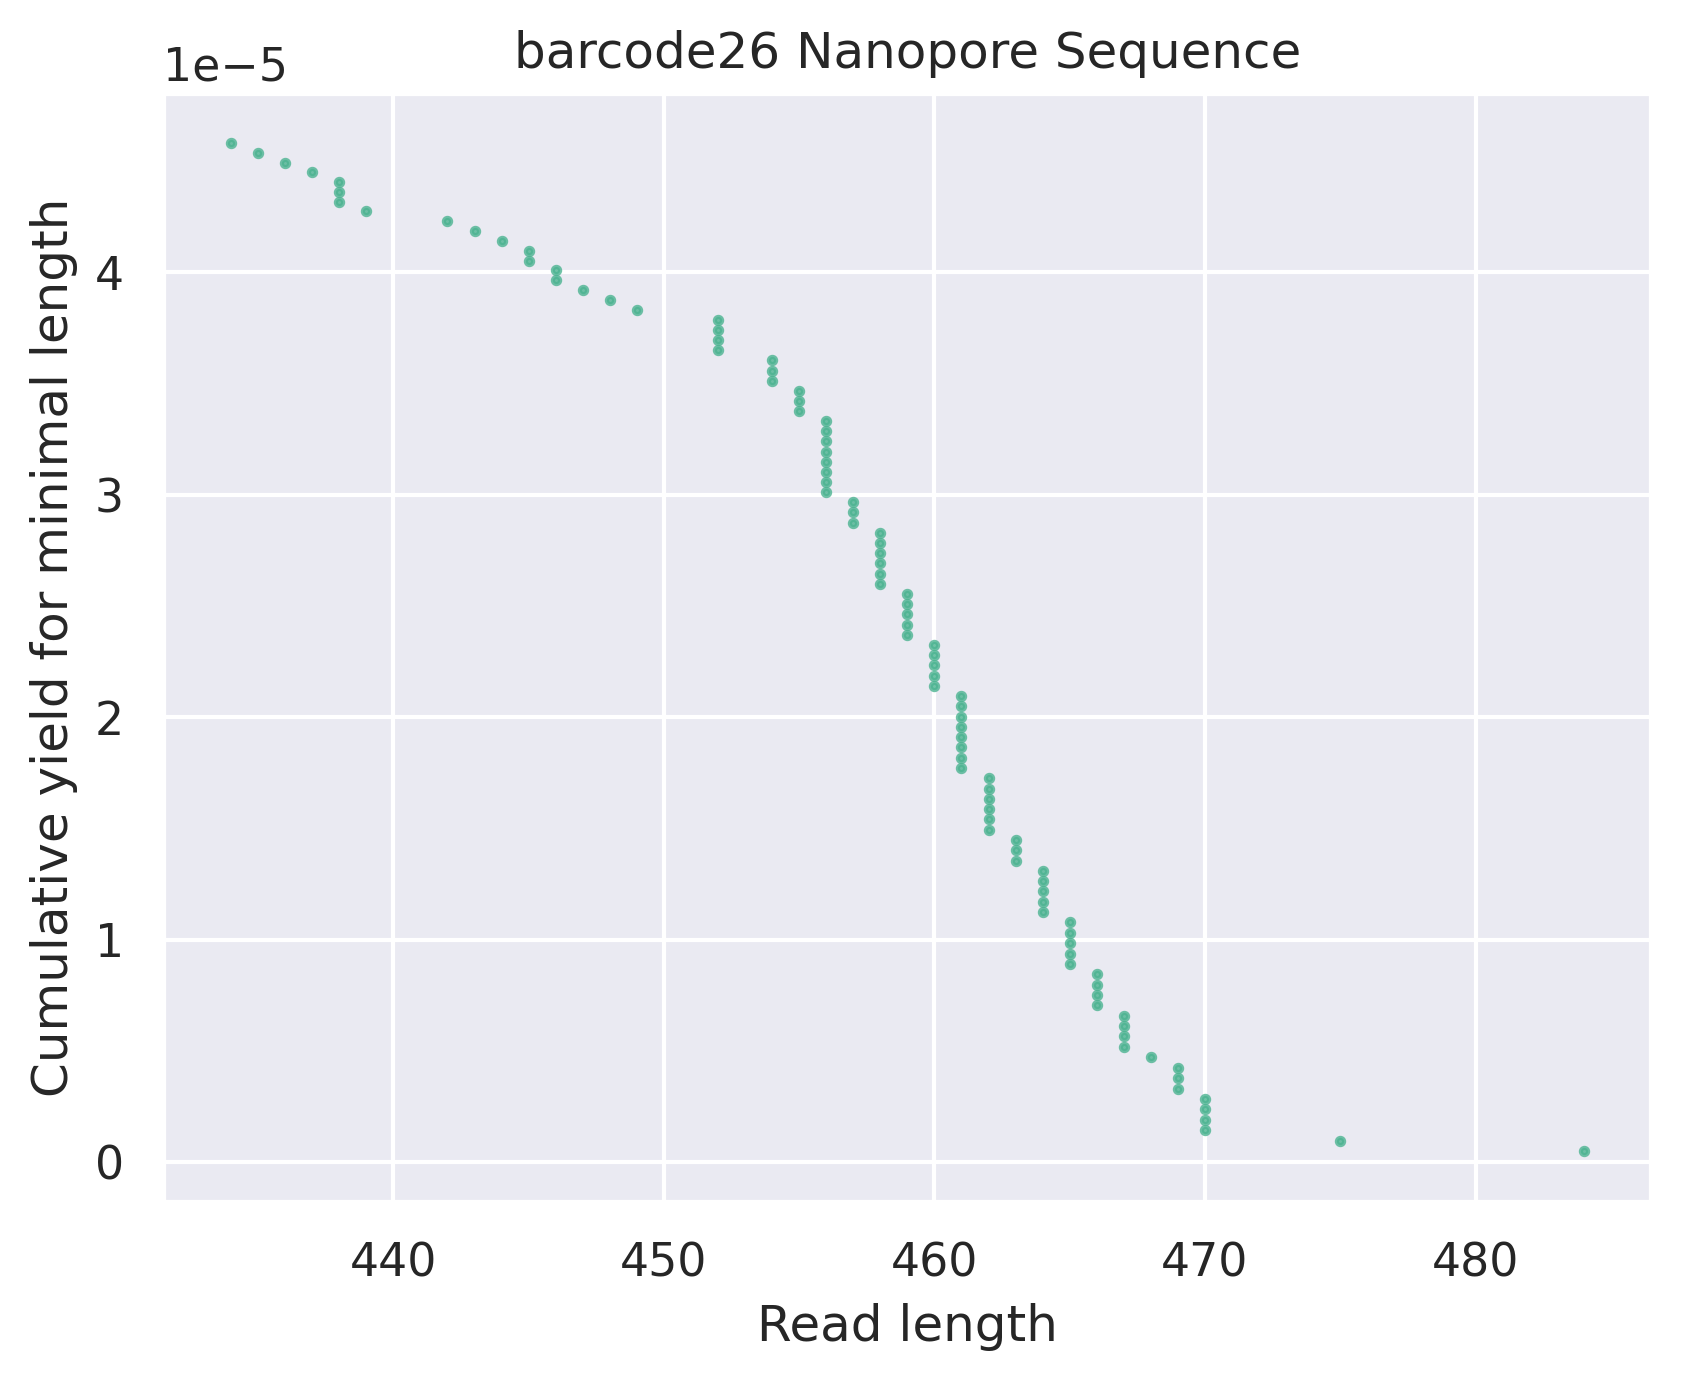 barcode26 Nanopore Sequence
1e−5
Cumulative yield for minimal length
4
3
2
1
0
440 450 460 470 480
Read length